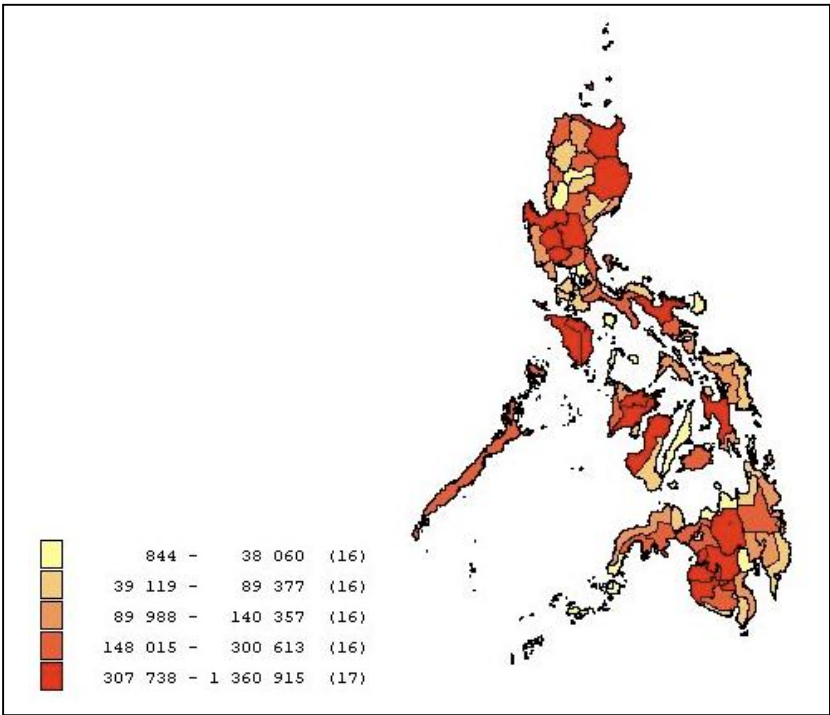 844 - 38 060 (16)
39 119 - 89 377 (16)
89 988 - 140 357 (16)
148 015 - 300 613 (16)
307 738 - 1 360 915 (17)